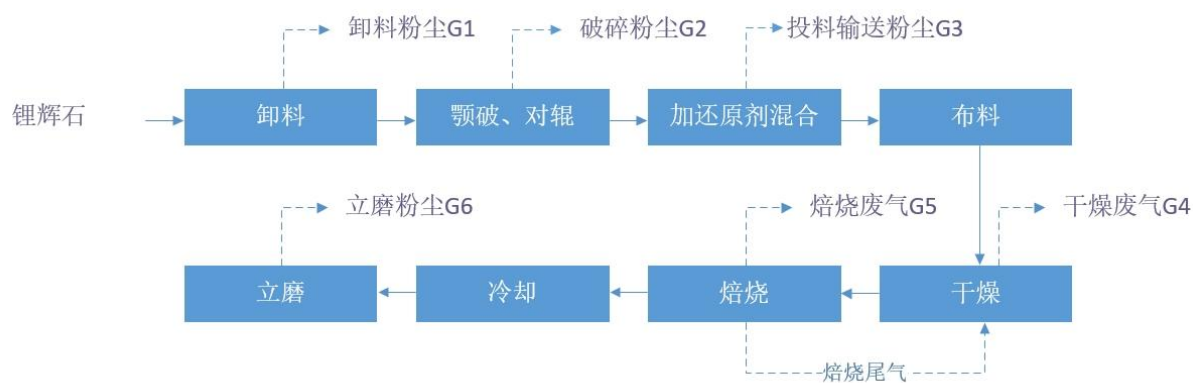 卸料粉尘G1
破碎粉尘G2
投料输送粉尘G3
锂辉石
卸料
颚破、对辊
加还原剂混合
布料
立磨粉尘G6
焙烧废气G5
干燥废气G4
立磨
冷却
焙烧
干燥
焙烧尾气